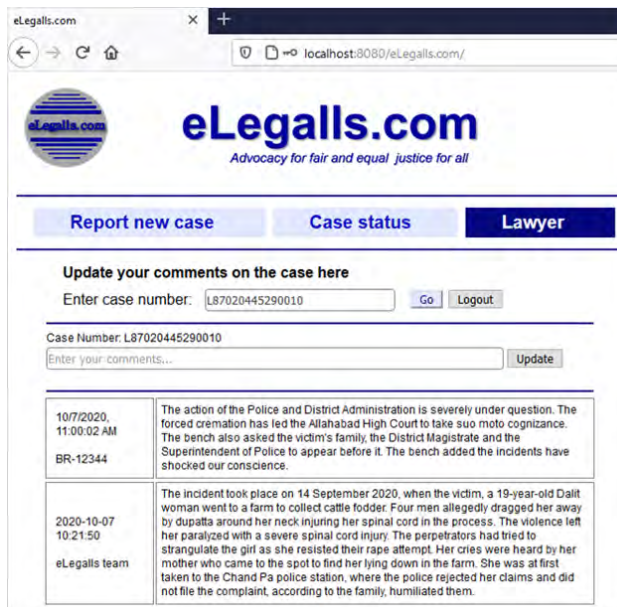 eLegalls.com
localhost:8080/eLegalls.com/
eLegalls.com
eLegalls.com
Advocacy for fair and equal justice for all
Report new case Case status Lawyer
Update your comments on the case here
Enter case number: L87020445290010 Go Logout
Case Number: L87020445290010
Enter your comments... Update
10/7/2020,
11:00:02 AM
BR-12344
The action of the Police and District Administration is severely under question. The
forced cremation has led the Allahabad High Court to take suo moto cognizance.
The bench also asked the victim's family, the District Magistrate and the
Superintendent of Police to appear before it. The bench added the incidents have
shocked our conscience.
2020-10-07
10:21:50
eLegalls team
The incident took place on 14 September 2020, when the victim, a 19-year-old Dalit
woman went to a farm to collect cattle fodder. Four men allegedly dragged her away
by dupatta around her neck injuring her spinal cord in the process. The violence left
her paralyzed with a severe spinal cord injury. The perpetrators had tried to
strangulate the girl as she resisted their rape attempt. Her cries were heard by her
mother who came to the spot to find her lying down in the farm. She was at first
taken to the Chand Pa police station, where the police rejected her claims and did
not file the complaint, according to the family, humiliated them.